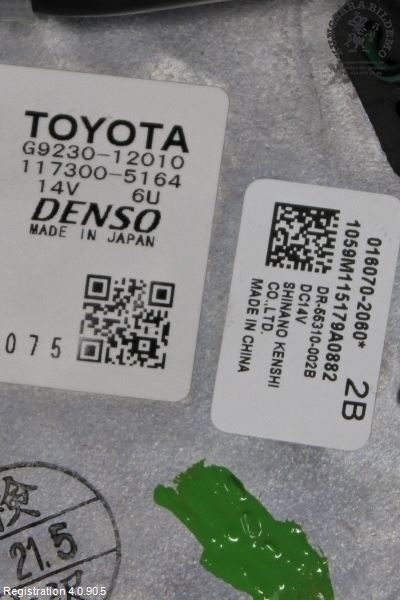 TOYOTA
G9230-12010
117300-5164
14V 6U
DENSO
MADE IN JAPAN
075
016070-2060*
1059M115179A0882
DR-56310-002B
DC14V
SHINANO KENSHI
CO.,LTD.
MADE IN CHINA
2B
21.5
Registration 4.0.90.5